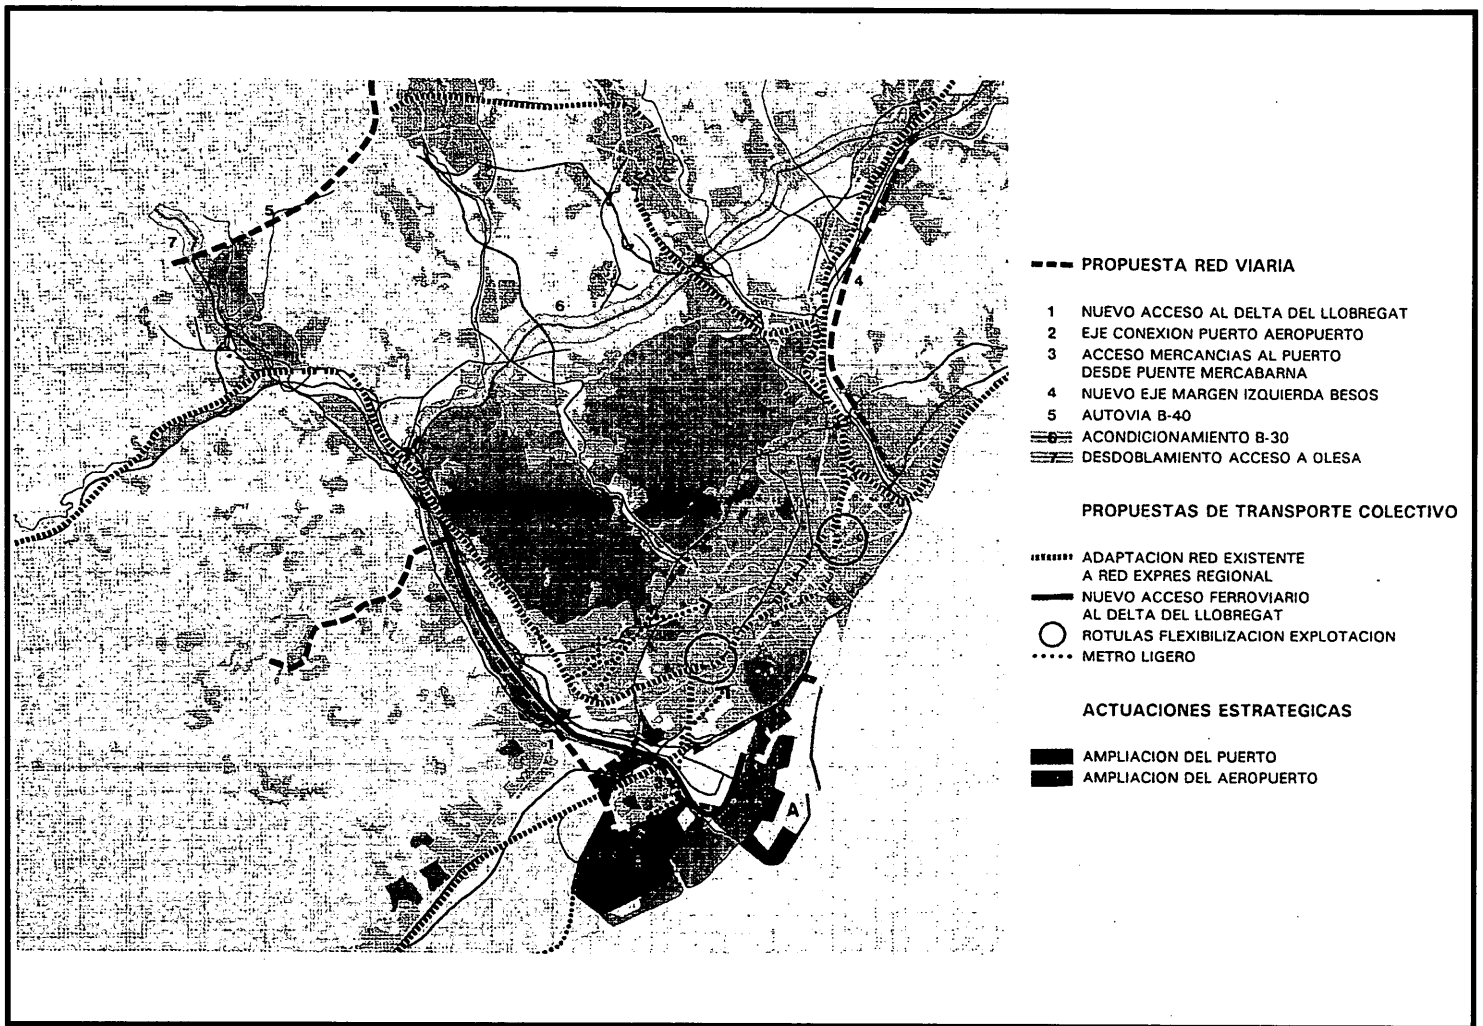 5
7
6
4
1
A
PROPUESTA RED VIARIA
1 NUEVO ACCESO AL DELTA DEL LLOBREGAT
2 EJE CONEXION PUERTO AEROPUERTO
3 ACCESO MERCANCIAS AL PUERTO
DESDE PUENTE MERCABARNA
4 NUEVO EJE MARGEN IZQUIERDA BESOS
5 AUTOVIA B-40
6 ACONDICIONAMIENTO B-30
7 DESDOBLAMIENTO ACCESO A OLESA
PROPUESTAS DE TRANSPORTE COLECTIVO
ADAPTACION RED EXISTENTE
A RED EXPRES REGIONAL
NUEVO ACCESO FERROVIARIO
AL DELTA DEL LLOBREGAT
ROTULAS FLEXIBILIZACION EXPLOTACION
METRO LIGERO
ACTUACIONES ESTRATEGICAS
AMPLIACION DEL PUERTO
AMPLIACION DEL AEROPUERTO